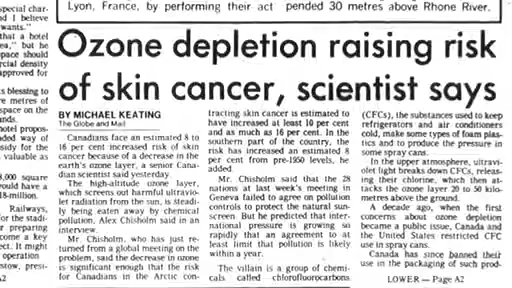 Lyon, France, by performing their act
pended 30 metres above Rhone River.
special char-
nd I believe
wants."
that a hotel
ea," but he
space should
rcial density
approved for
s blessing to
re metres of
space on the
nds.
hotel propos-
ded way of
sidy for the
valuable as
8,000 square
ould have a
18-million.
Railways,
for the stadi-
r preparing
come a key
ect. It might
operation
stow, presi-
A2
Ozone depletion raising risk
of skin cancer, scientist says
BY MICHAEL KEATING
The Globe and Mail
Canadians face an estimated 8 to
16 per cent increased risk of skin
cancer because of a decrease in the
earth's ozone layer, a senior Cana-
dian scientist said yesterday.
The high-altitude ozone layer,
which screens out harmful ultravio-
let radiation from the sun, is steadi-
ly being eaten away by chemical
pollution, Alex Chisholm said in an
interview.
Mr. Chisholm, who has just re-
turned from a global meeting on the
problem, said the decrease in ozone
is significant enough that the risk
for Canadians in the Arctic con-
tracting skin cancer is estimated to
have increased at least 10 per cent
and as much as 16 per cent. In the
southern part of the country, the
risk has increased an estimated 8
per cent from pre-1950 levels, he
added
Mr. Chisholm said that the 28
nations at last week's meeting in
Geneva failed to agree on pollution
controls to protect the natural sun-
screen. But he predicted that inter-
national pressure is growing so
rapidly that an agreement to at
least limit that pollution is likely
within a year.
The villain is a group of chemi-
cals called chlorofluorocarbons
(CFCs), the substances used to keep
refrigerators and air conditioners
cold, make some types of foam plas-
tics and to produce the pressure in
some spray cans.
In the upper atmosphere, ultravi-
olet light breaks down CFCs, releas-
ing their chlorine, which then at-
tacks the ozone layer 20 to 50 kilo-
metres above the ground.
A decade ago, when the first
concerns about ozone depletion
became a public issue, Canada and
the United States restricted CFC
use in spray cans.
Canada has since banned their
use in the packaging of such prod-
LOWER — Page A2